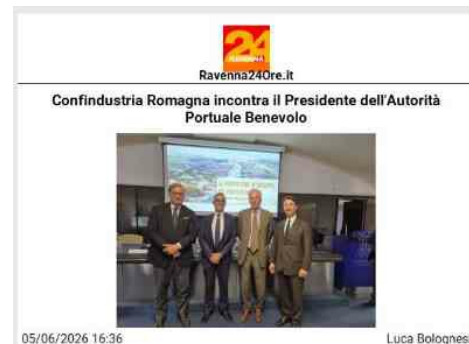 24
RAVENNA
Ravenna24Ore.it
Confindustria Romagna incontra il Presidente dell'Autorità
Portuale Benevolo
05/06/2026 16:36
Luca Bolognes